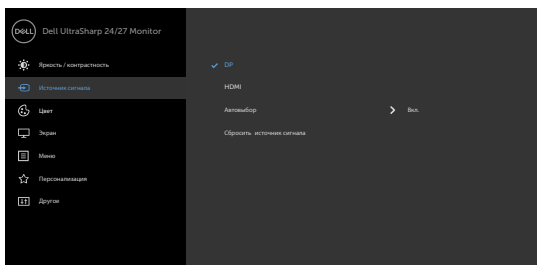 DELL Dell UltraSharp 24/27 Monitor
Яркость / контрастность
Источник сигнала
Цвет
Экран
Меню
Персонализация
Другое
DP
HDMI
Автовыбор Вкл.
Сбросить источник сигнала